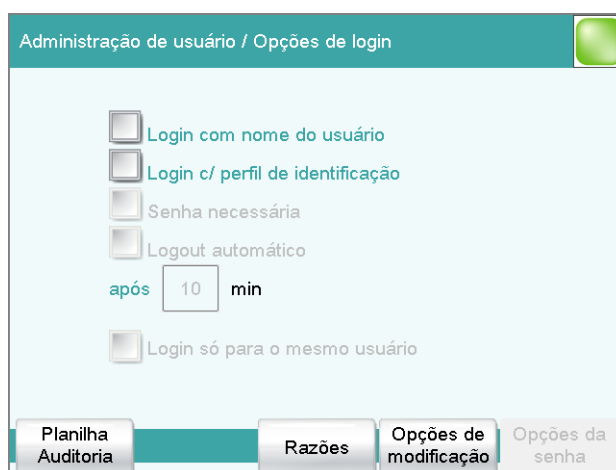 Administração de usuário / Opções de login
Login com nome do usuário
Login c/ perfil de identificação
Senha necessária
Logout automático
após 10 min
Login só para o mesmo usuário
Planilha Auditoria
Razões
Opções de modificação
Opções da senha